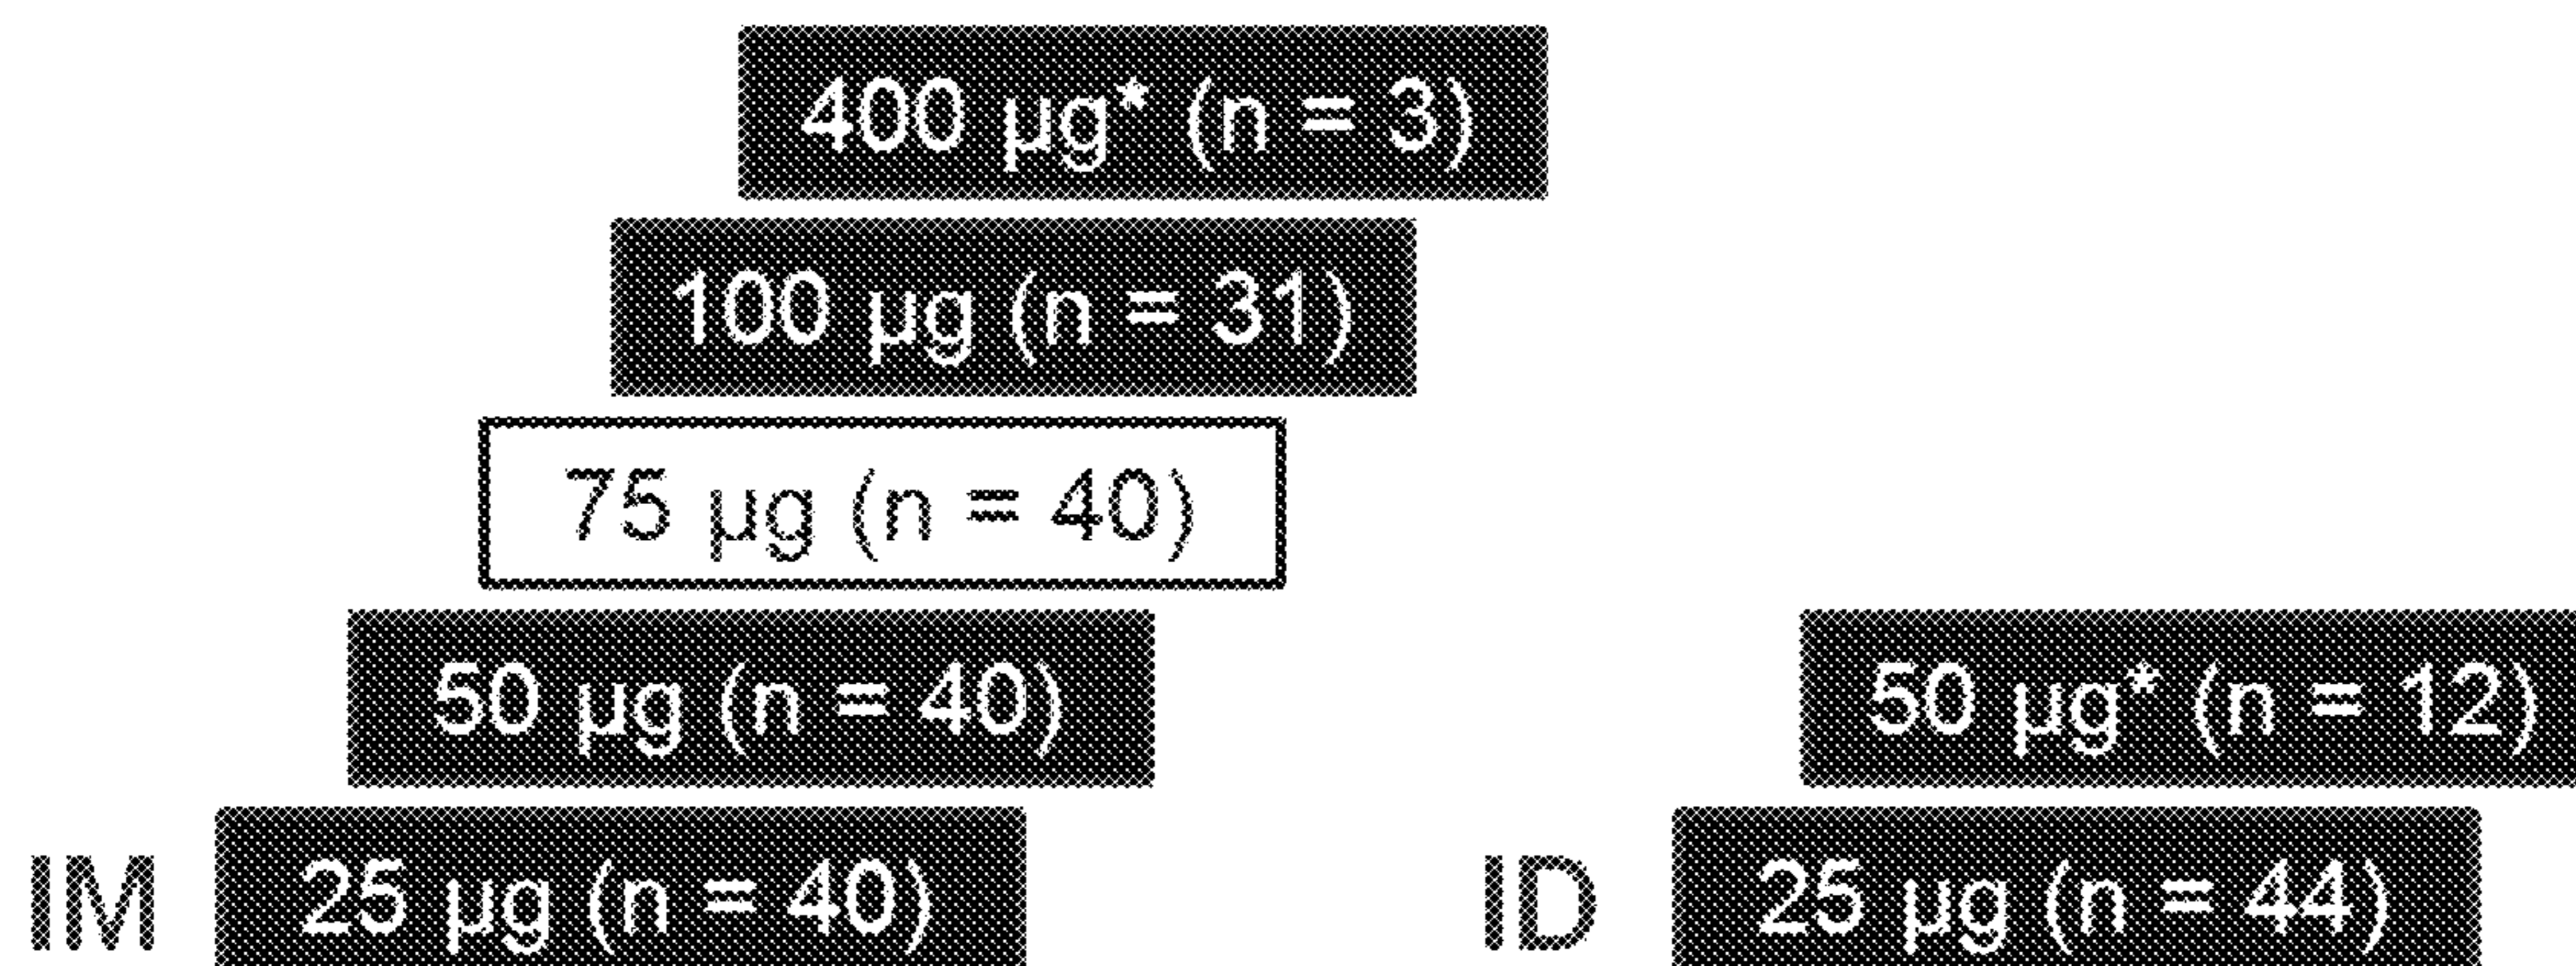 400 µg* (n = 3)
100 µg (n = 31)
75 µg (n = 40)
50 µg (n = 40)
50 µg* (n = 12)
IM 25 µg (n = 40)
ID 25 µg (n = 44)